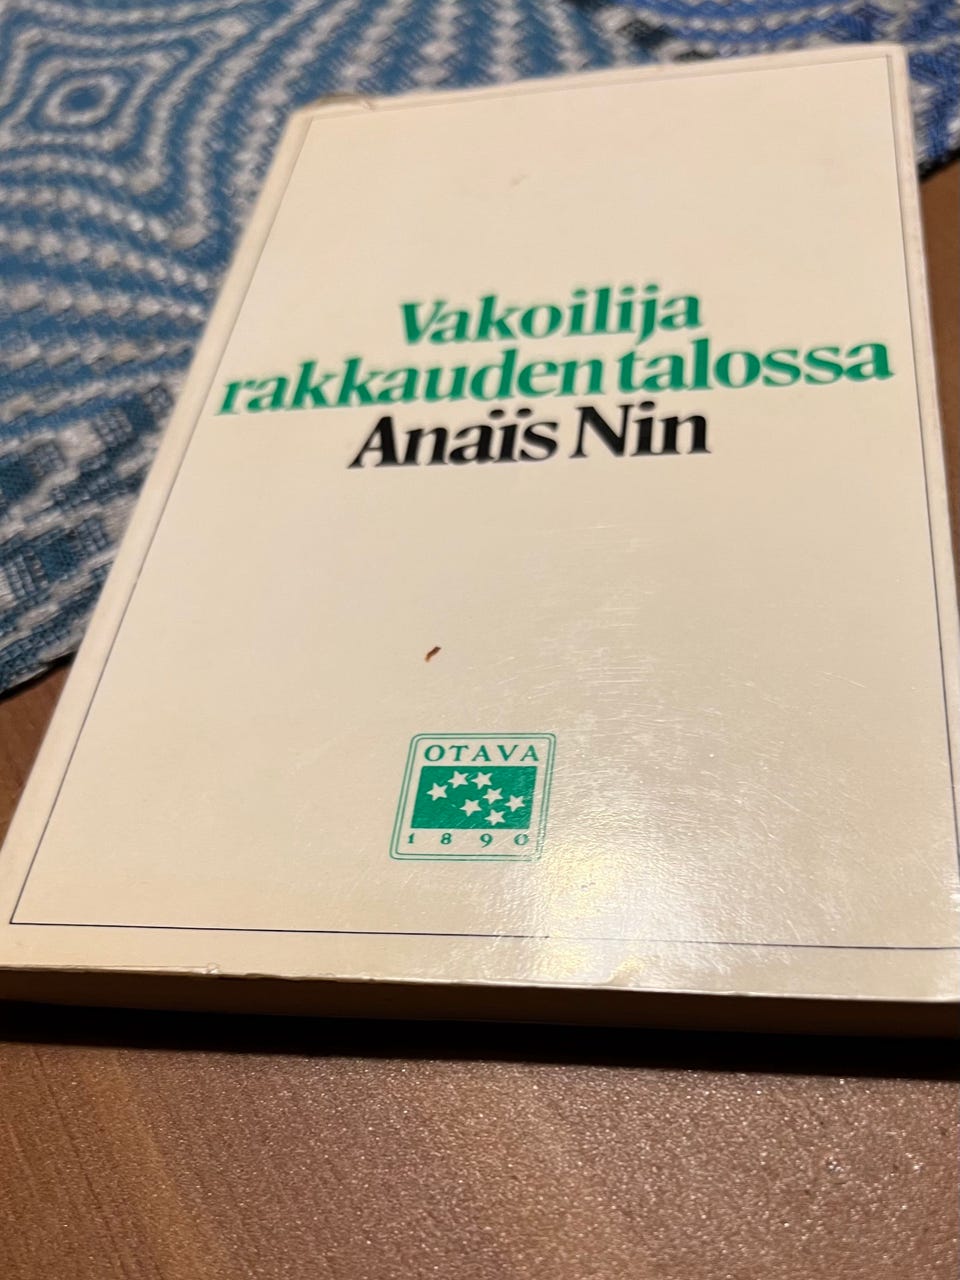 Vakoilija
rakkauden talossa
Anaïs Nin
OTAVA
1890